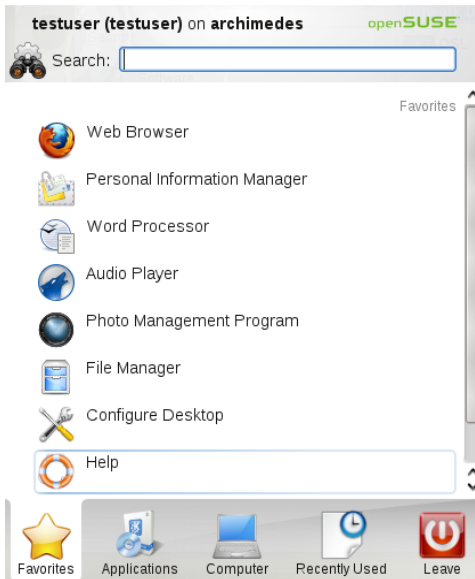 testuser (testuser) on archimedes openSUSE
Search:
Favorites
Web Browser
Personal Information Manager
Word Processor
Audio Player
Photo Management Program
File Manager
Configure Desktop
Help
Favorites Applications Computer Recently Used Leave